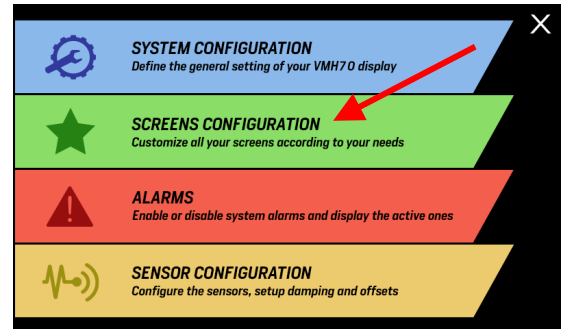 X
SYSTEM CONFIGURATION
Define the general setting of your VMH70 display
SCREENS CONFIGURATION
Customize all your screens according to your needs
ALARMS
Enable or disable system alarms and display the active ones
SENSOR CONFIGURATION
Configure the sensors, setup damping and offsets